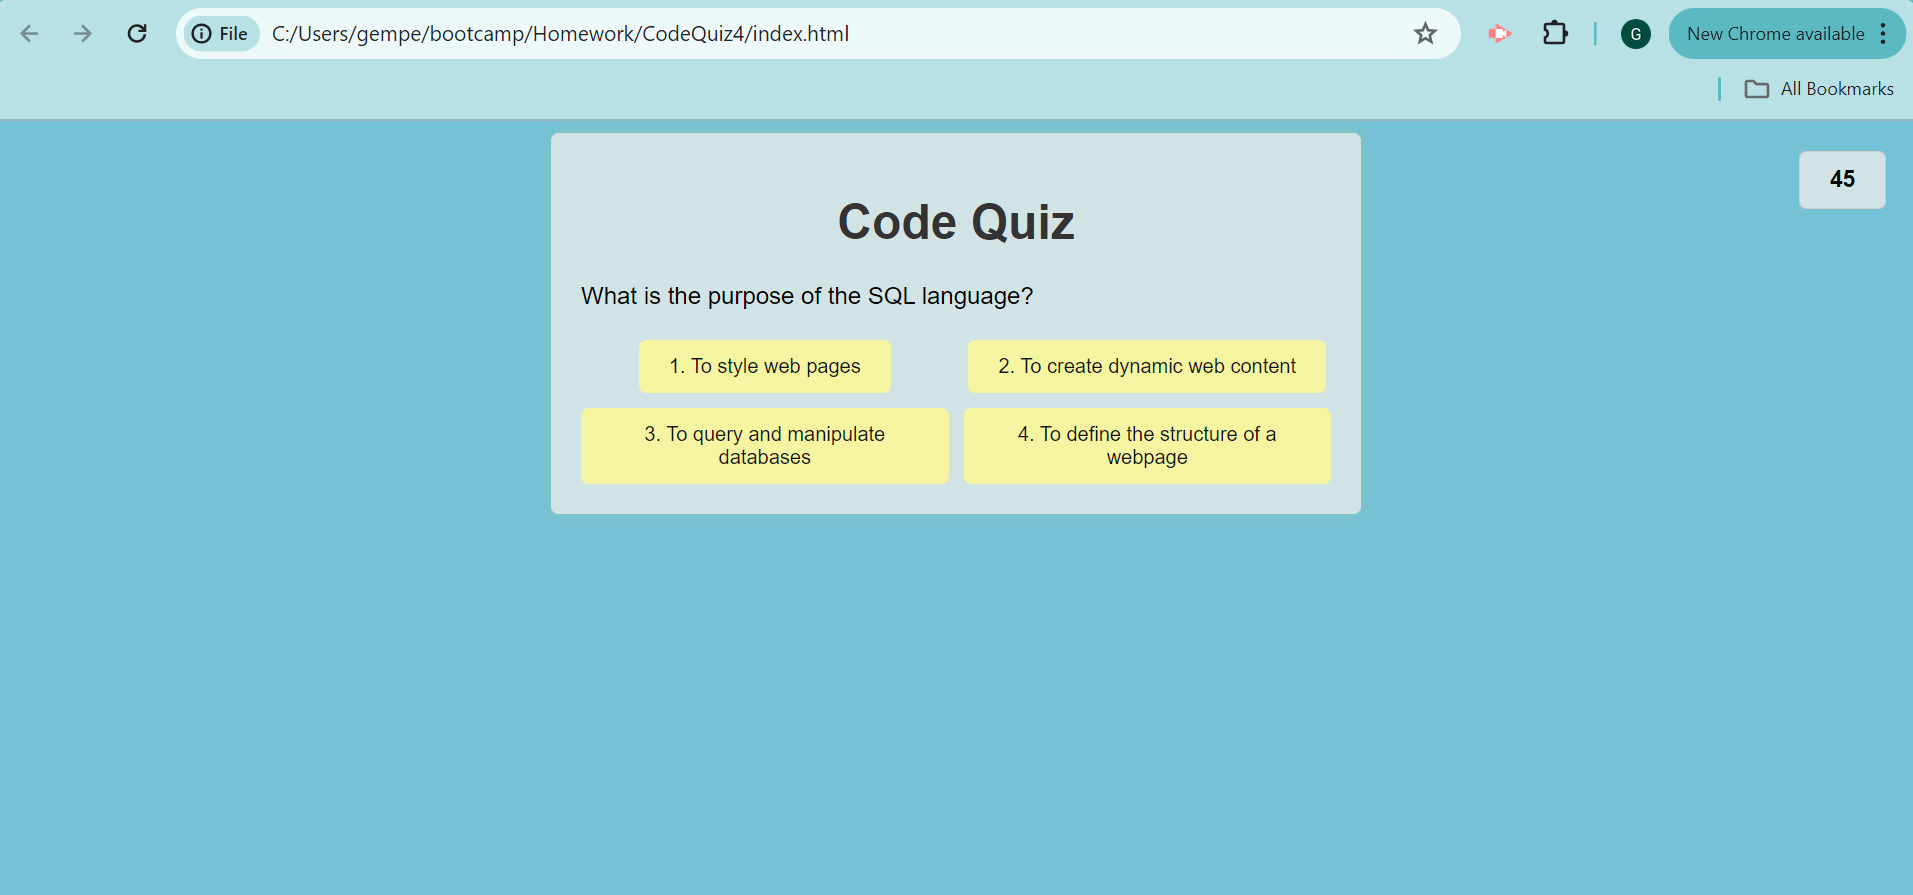 File
C:/Users/gempe/bootcamp/Homework/CodeQuiz4/index.html
G
New Chrome available
All Bookmarks
45
Code Quiz
What is the purpose of the SQL language?
1. To style web pages
2. To create dynamic web content
3. To query and manipulate
databases
4. To define the structure of a
webpage